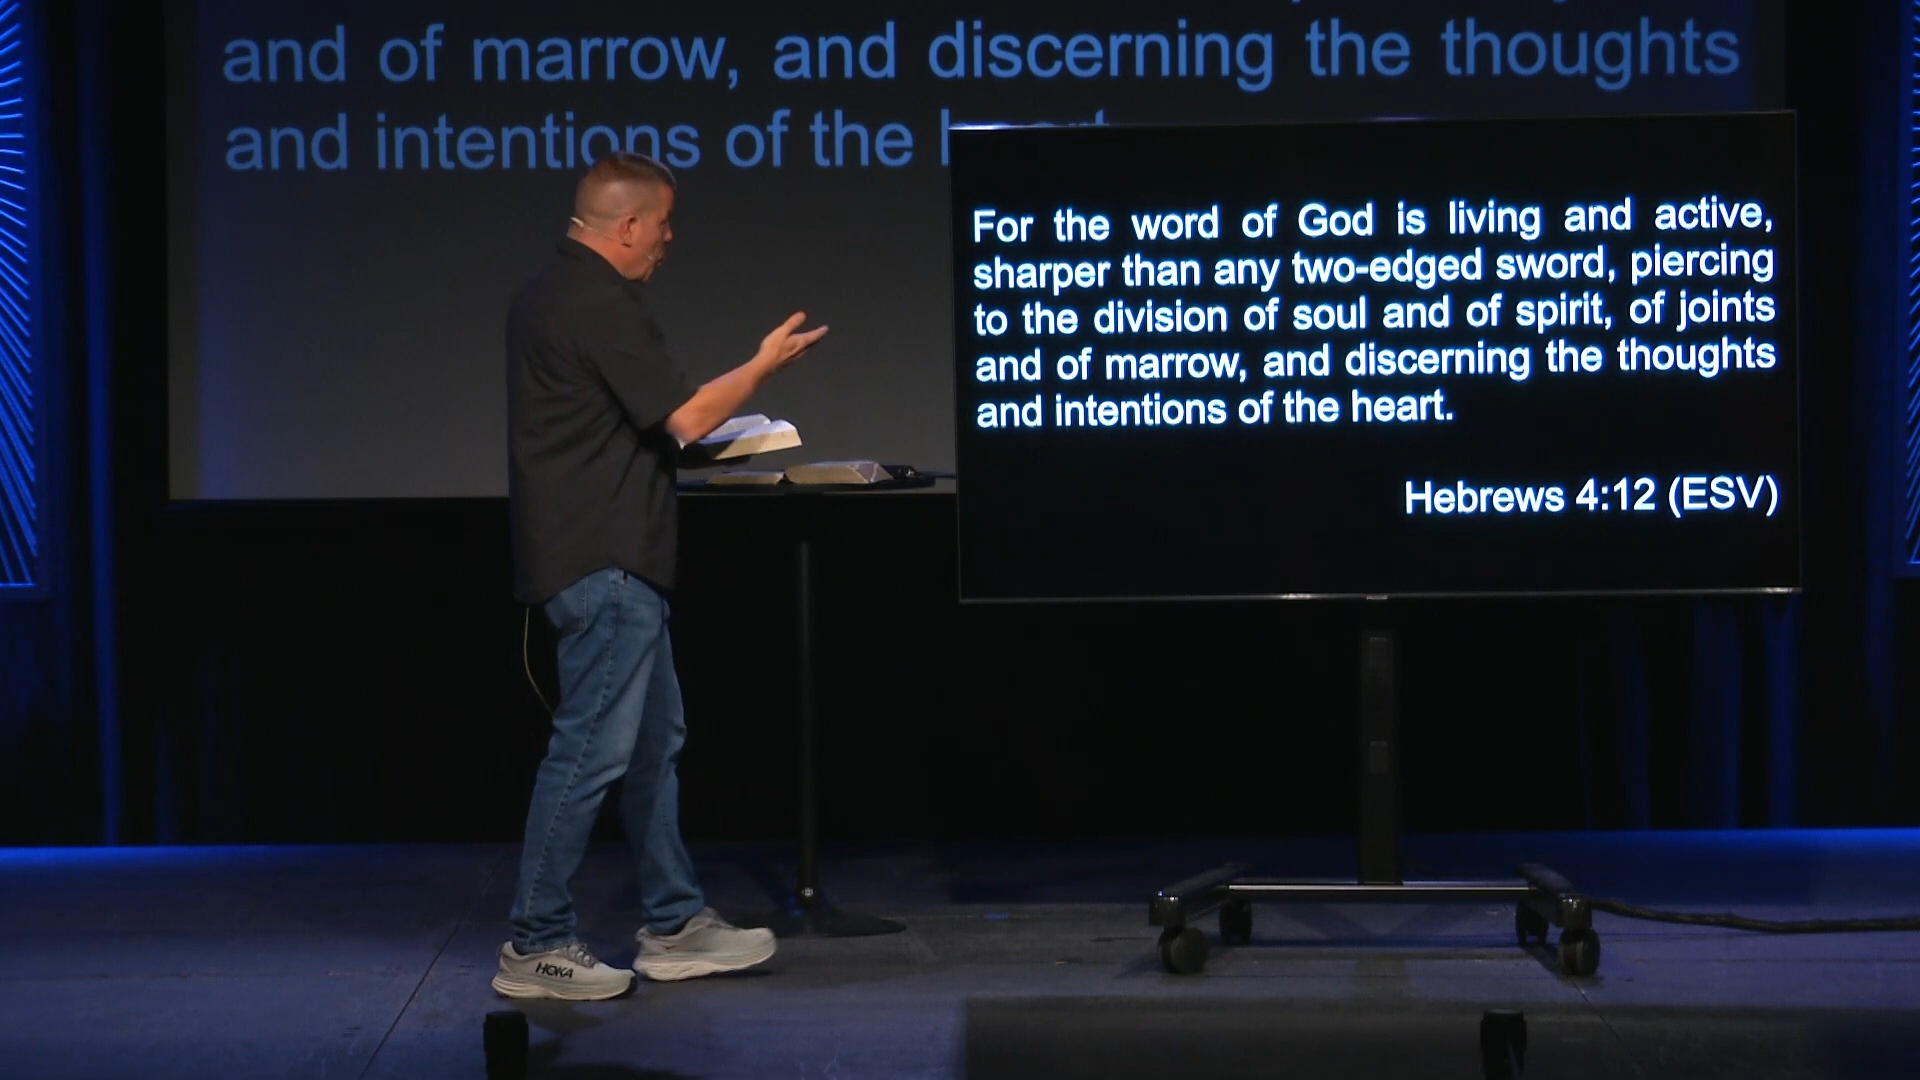 and of marrow, and discerning the thoughts
and intentions of the
For the word of God is living and active,
sharper than any two-edged sword, piercing
to the division of soul and of spirit, of joints
and of marrow, and discerning the thoughts
and intentions of the heart.
Hebrews 4:12 (ESV)
HOKA